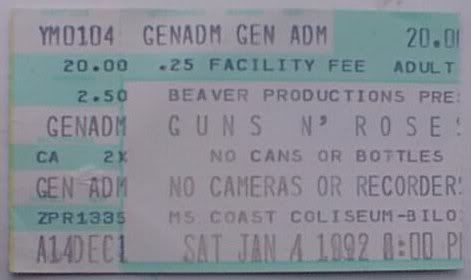 YM0104 GENADM GEN ADM 20.00
20.00 .25 FACILITY FEE ADULT
2.50 BEAVER PRODUCTIONS PRE
GENADM GUNS N' ROSE
CA 2X NO CANS OR BOTTLES
GEN ADM NO CAMERAS OR RECORDER
ZPR1335 MS COAST COLISEUM-BILO
A14DEC1 SAT JAN 4 1992 8:00 P